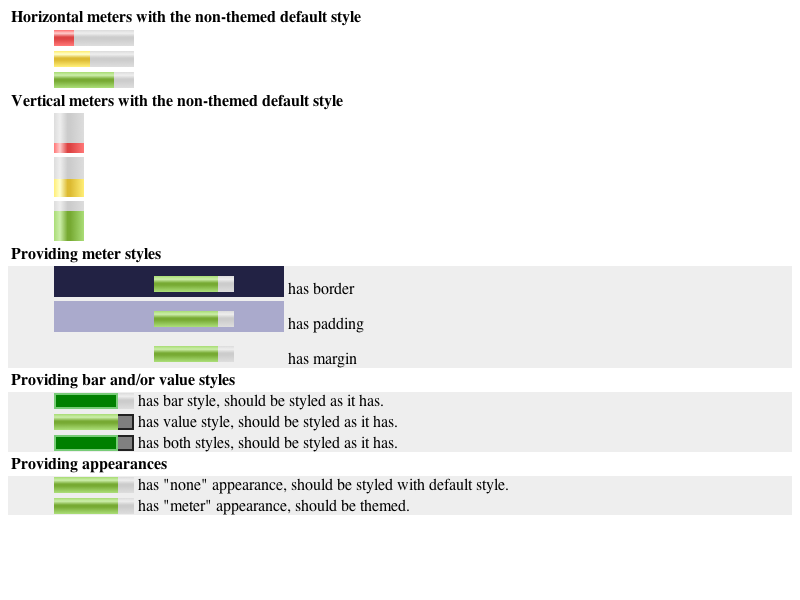 Horizontal meters with the non-themed default style
Vertical meters with the non-themed default style
Providing meter styles
has border
has padding
has margin
Providing bar and/or value styles
has bar style, should be styled as it has.
has value style, should be styled as it has.
has both styles, should be styled as it has.
Providing appearances
has "none" appearance, should be styled with default style.
has "meter" appearance, should be themed.